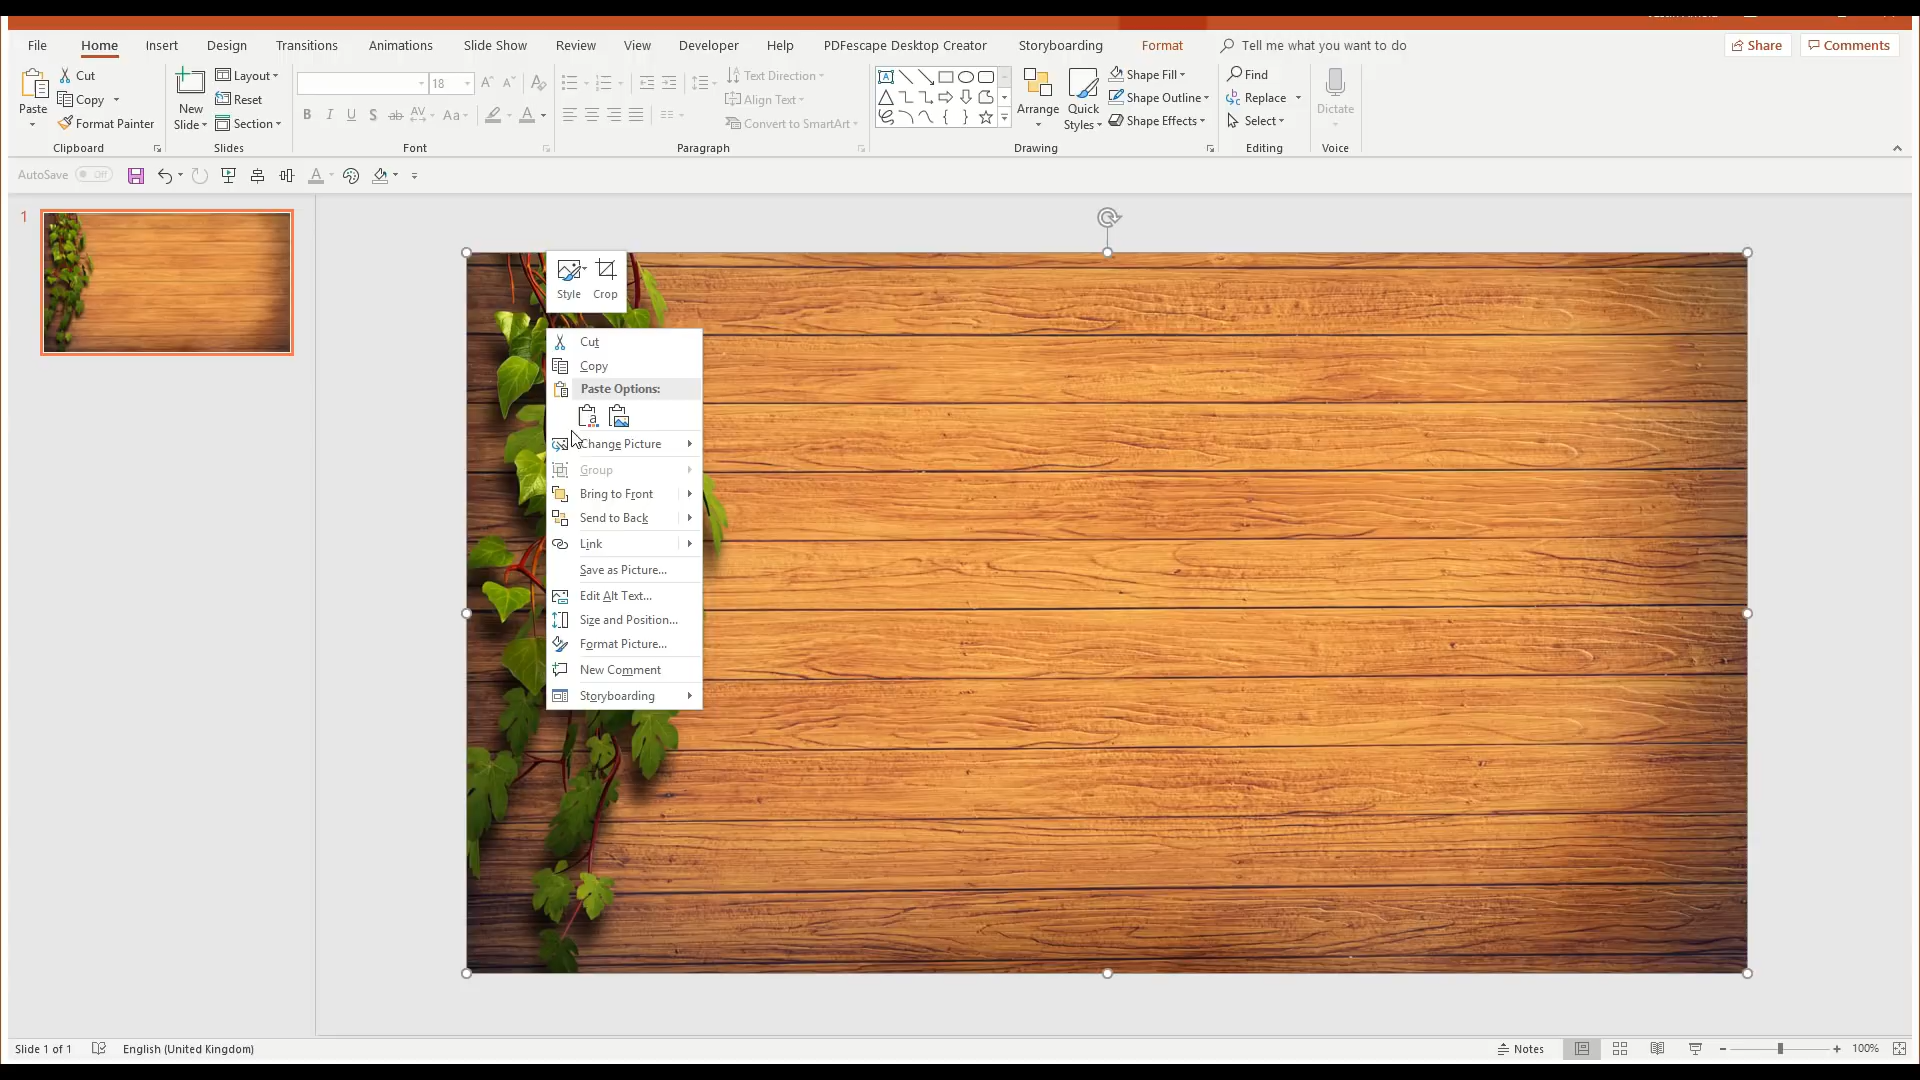 File Home Insert Design Transitions Animations Slide Show Review View Developer Help PDFescape Desktop Creator Storyboarding Format Tell me what you want to do Share Comments
Paste Cut Copy Format Painter
Clipboard
New Slide Layout Reset Section
Slides
18
B I U S ab AV Aa A
Font
Text Direction
Align Text
Convert to SmartArt
Paragraph
Arrange Quick Styles
Shape Fill
Shape Outline
Shape Effects
Drawing
Find
Replace
Select
Editing
Dictate
Voice
AutoSave Off
1
Style Crop
Cut
Copy
Paste Options:
Change Picture
Group
Bring to Front
Send to Back
Link
Save as Picture...
Edit Alt Text...
Size and Position...
Format Picture...
New Comment
Storyboarding
Slide 1 of 1 English (United Kingdom) Notes 100%